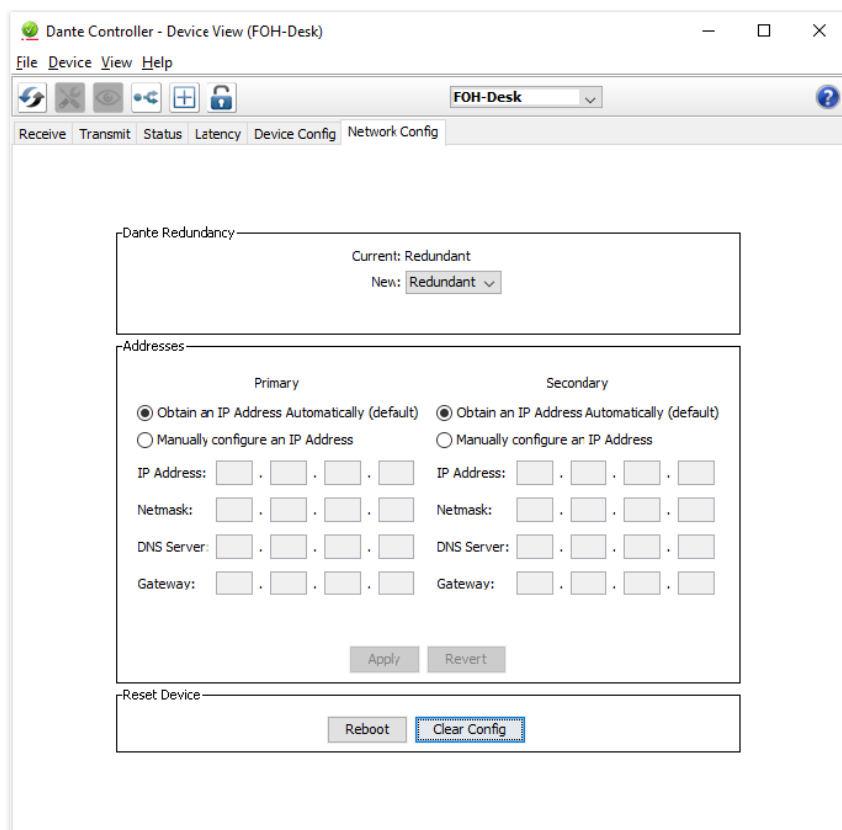 Dante Controller - Device View (FOH-Desk)
File Device View Help
FOH-Desk
Receive Transmit Status Latency Device Config Network Config
Dante Redundancy
Current: Redundant
New: Redundant
Addresses
Primary Secondary
Obtain an IP Address Automatically (default) Obtain an IP Address Automatically (default)
Manually configure an IP Address Manually configure an IP Address
IP Address: . . . IP Address: . . .
Netmask: . . . Netmask: . . .
DNS Server: . . . DNS Server: . . .
Gateway: . . . Gateway: . . .
Apply Revert
Reset Device
Reboot Clear Config